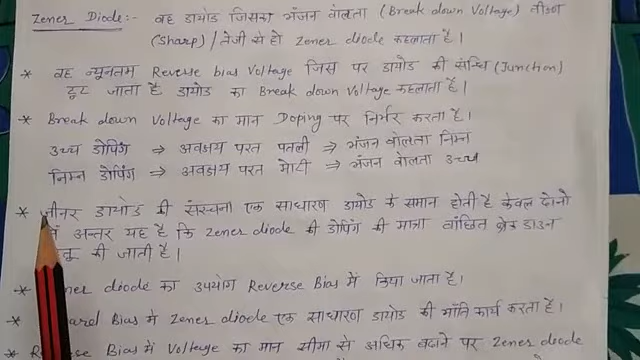 Zener Diode:- वह डायोड जिसका भंजन वोल्टता (Break down Voltage) तीक्ष्ण
(Sharp) / तेजी से हो Zener diode कहलाता है।
* वह न्यूनतम Reverse bias Voltage जिस पर डायोड की संन्धि (Junction)
टूट जाता है डायोड का Break down Voltage कहलाता है।
* Break down Voltage का मान Doping पर निर्भर करता है।
उच्च डोपिंग ⇒ अवक्षय परत पतली ⇒ भंजन वोल्टता निम्न
निम्न डोपिंग ⇒ अवक्षय परत मोटी ⇒ भंजन वोल्टता उच्च
* जीनर डायोड की संरचना एक साधारण डायोड के समान होती है केवल दोनो
अन्तर यह है कि Zener diode की डोपिंग की मात्रा वांछित ब्रेक डाउन
की जाती है।
diode का उपयोग Reverse Bias में किया जाता है।
* Bias में Zener diode एक साधारण डायोड की भाँति कार्य करता है।
* Bias में Voltage का मान सीमा से अधिक बढाने पर Zener diode